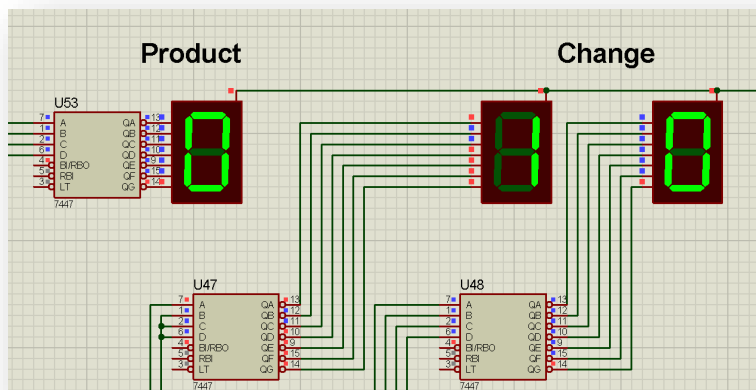 Product Change
U53
7 A QA 13
1 B QB 12
2 C QC 11
6 D QD 10
4 BI/RBO QE 9
5 RBI QF 15
3 LT QG 14
7447
U47
7 A QA 13
1 B QB 12
2 C QC 11
6 D QD 10
4 BI/RBO QE 9
5 RBI QF 15
3 LT QG 14
7447
U48
7 A QA 13
1 B QB 12
2 C QC 11
6 D QD 10
4 BI/RBO QE 9
5 RBI QF 15
3 LT QG 14
7447
0
1
0